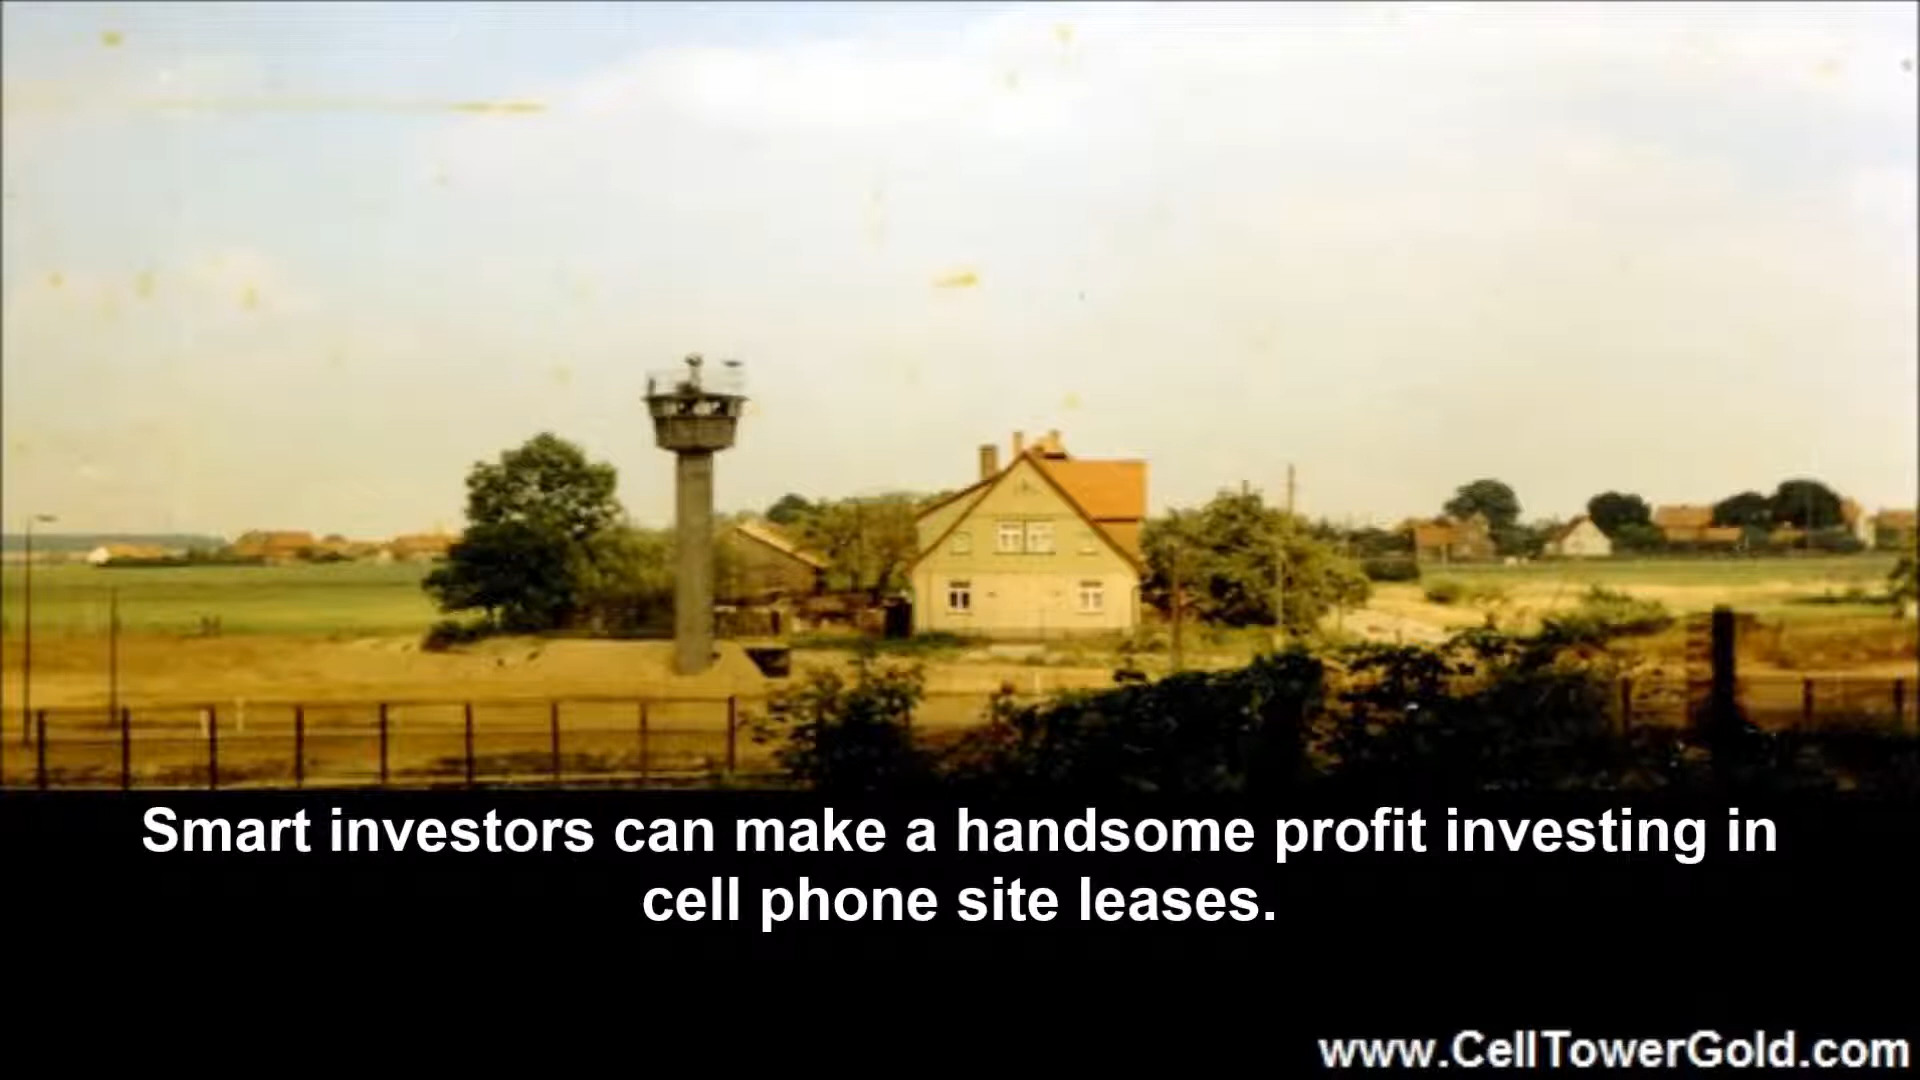 Smart investors can make a handsome profit investing in
cell phone site leases.
www.CellTowerGold.com